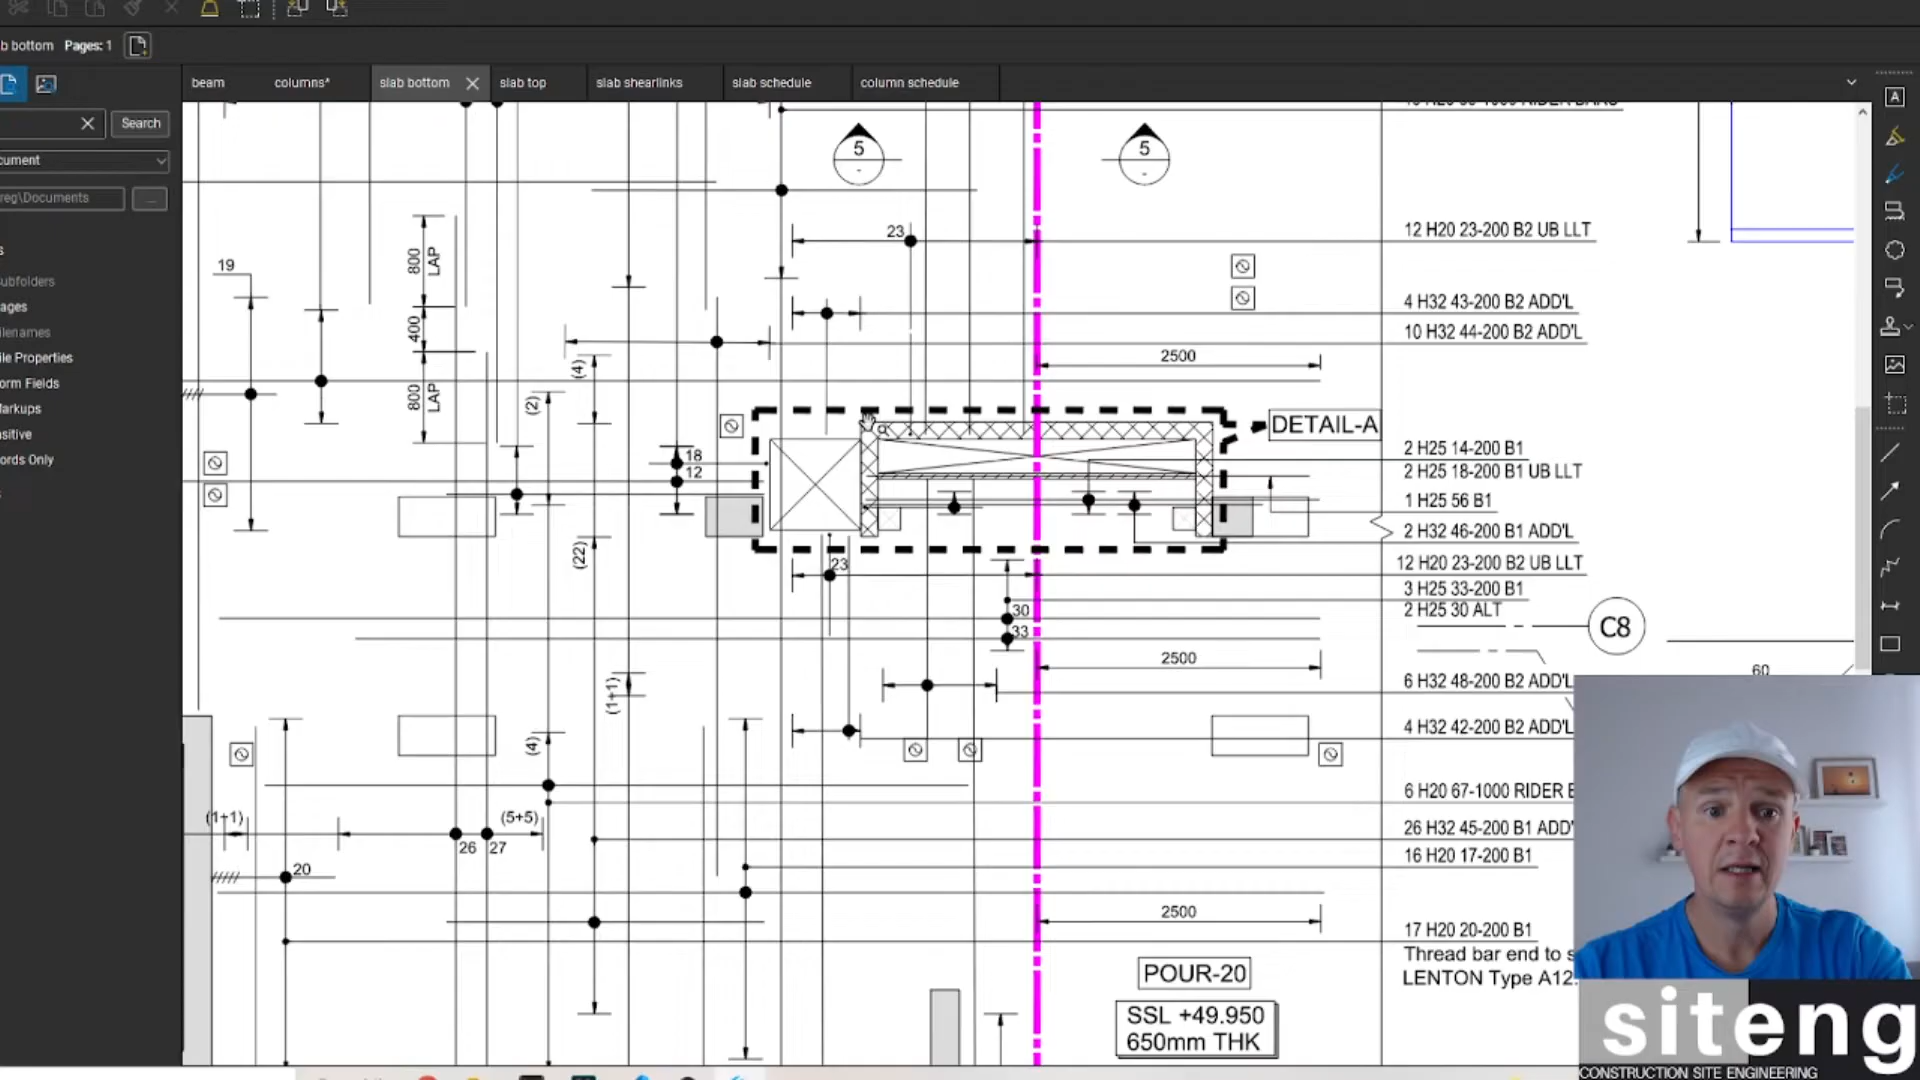 b bottom Pages: 1
beam columns* slab bottom slab top slab shearlinks slab schedule column schedule
Search
cument
reg\Documents
...
s
ubfolders
ages
ilenames
ile Properties
orm Fields
Markups
nsitive
ords Only
5
5
23
12 H20 23-200 B2 UB LLT
19
800
LAP
400
800
LAP
4 H32 43-200 B2 ADD'L
10 H32 44-200 B2 ADD'L
2500
(4)
(2)
DETAIL-A
18
12
2 H25 14-200 B1
2 H25 18-200 B1 UB LLT
1 H25 56 B1
2 H32 46-200 B1 ADD'L
(22)
23
12 H20 23-200 B2 UB LLT
3 H25 33-200 B1
2 H25 30 ALT
30
33
C8
2500
60
(1+1)
6 H32 48-200 B2 ADD'L
4 H32 42-200 B2 ADD'L
(4)
6 H20 67-1000 RIDER
(1+1)
(5+5)
26 27
26 H32 45-200 B1 ADD'
16 H20 17-200 B1
20
2500
17 H20 20-200 B1
Thread bar end to s
LENTON Type A12
POUR-20
SSL +49.950
650mm THK
siteng
CONSTRUCTION SITE ENGINEERING